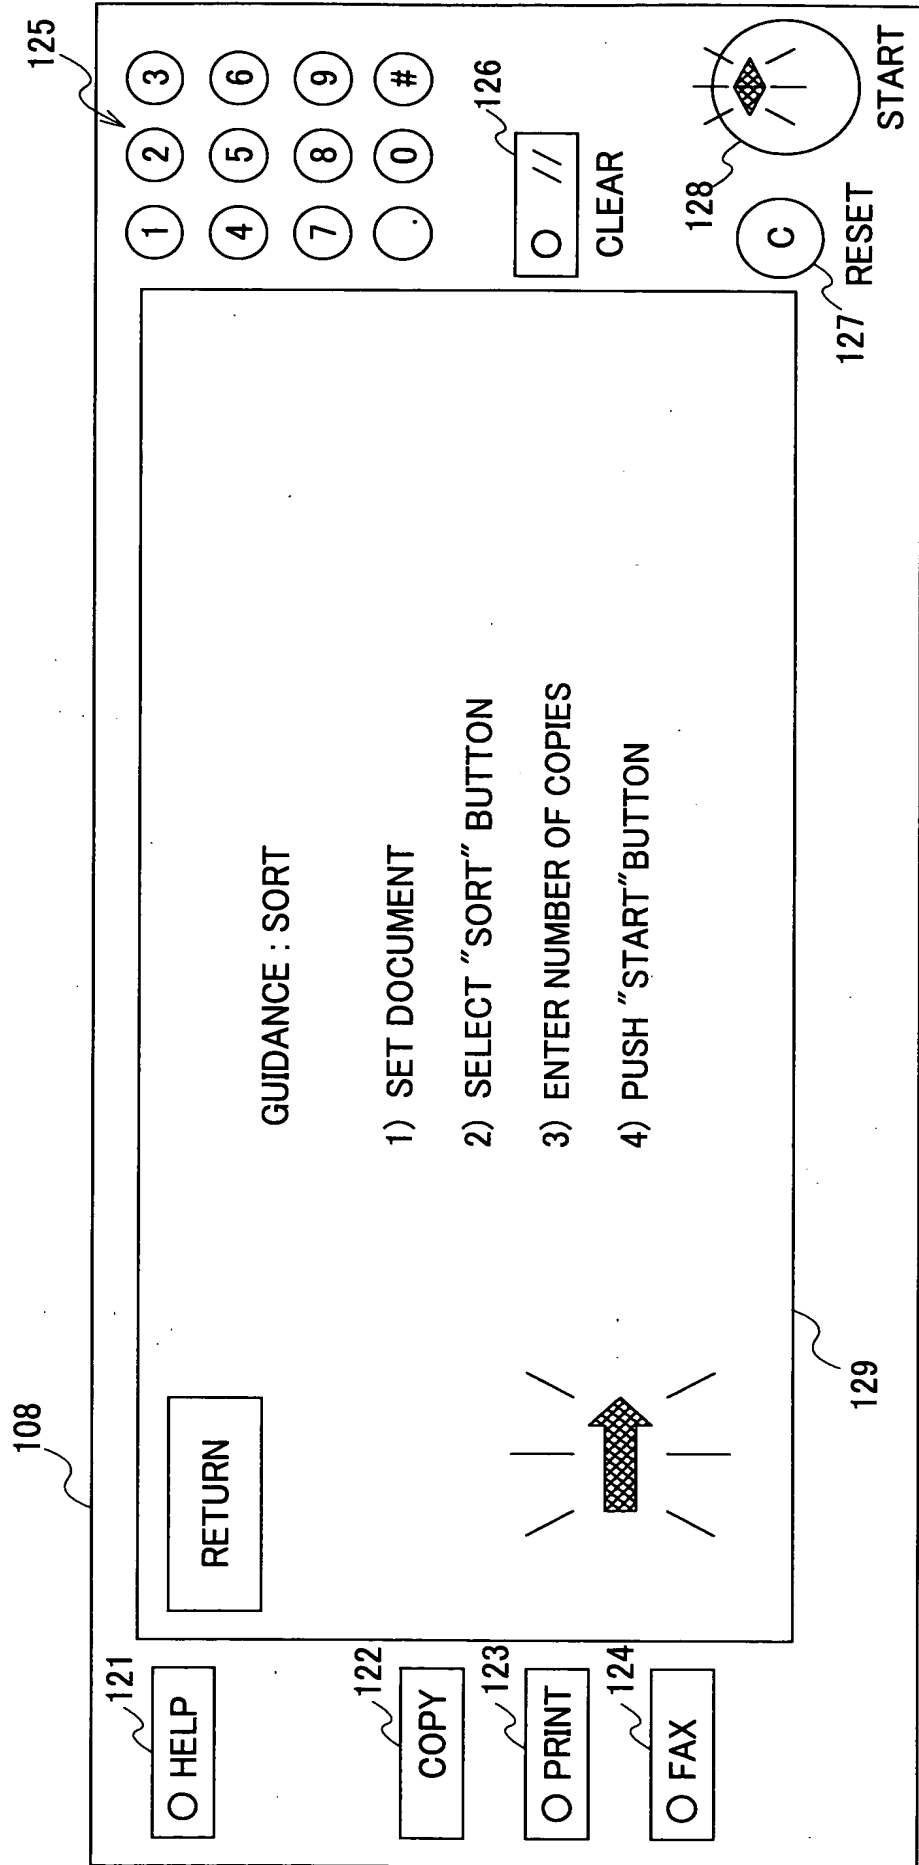 108
125
121
HELP
122
COPY
123
PRINT
124
FAX
RETURN
GUIDANCE : SORT
1) SET DOCUMENT
2) SELECT "SORT" BUTTON
3) ENTER NUMBER OF COPIES
4) PUSH "START" BUTTON
129
1 2 3
4 5 6
7 8 9
. 0 #
126
//
CLEAR
128
C
127
RESET
START